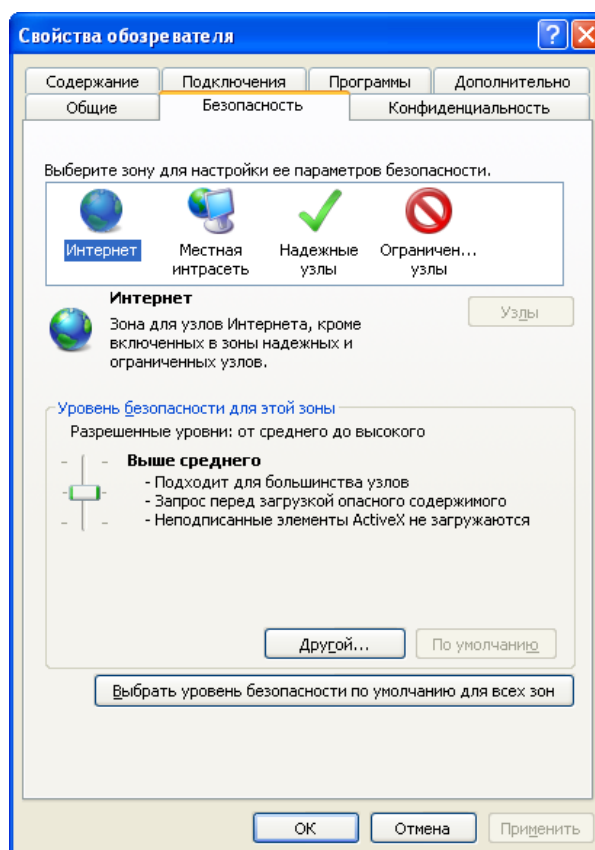 Свойства обозревателя
Содержание Подключения Программы Дополнительно
Общие Безопасность Конфиденциальность
Выберите зону для настройки ее параметров безопасности.
Интернет Местная интрасеть Надежные узлы Ограничен... узлы
Интернет
Узлы
Зона для узлов Интернета, кроме
включенных в зоны надежных и
ограниченных узлов.
Уровень безопасности для этой зоны
Разрешенные уровни: от среднего до высокого
Выше среднего
- Подходит для большинства узлов
- Запрос перед загрузкой опасного содержимого
- Неподписанные элементы ActiveX не загружаются
Другой... По умолчанию
Выбрать уровень безопасности по умолчанию для всех зон
ОК Отмена Применить